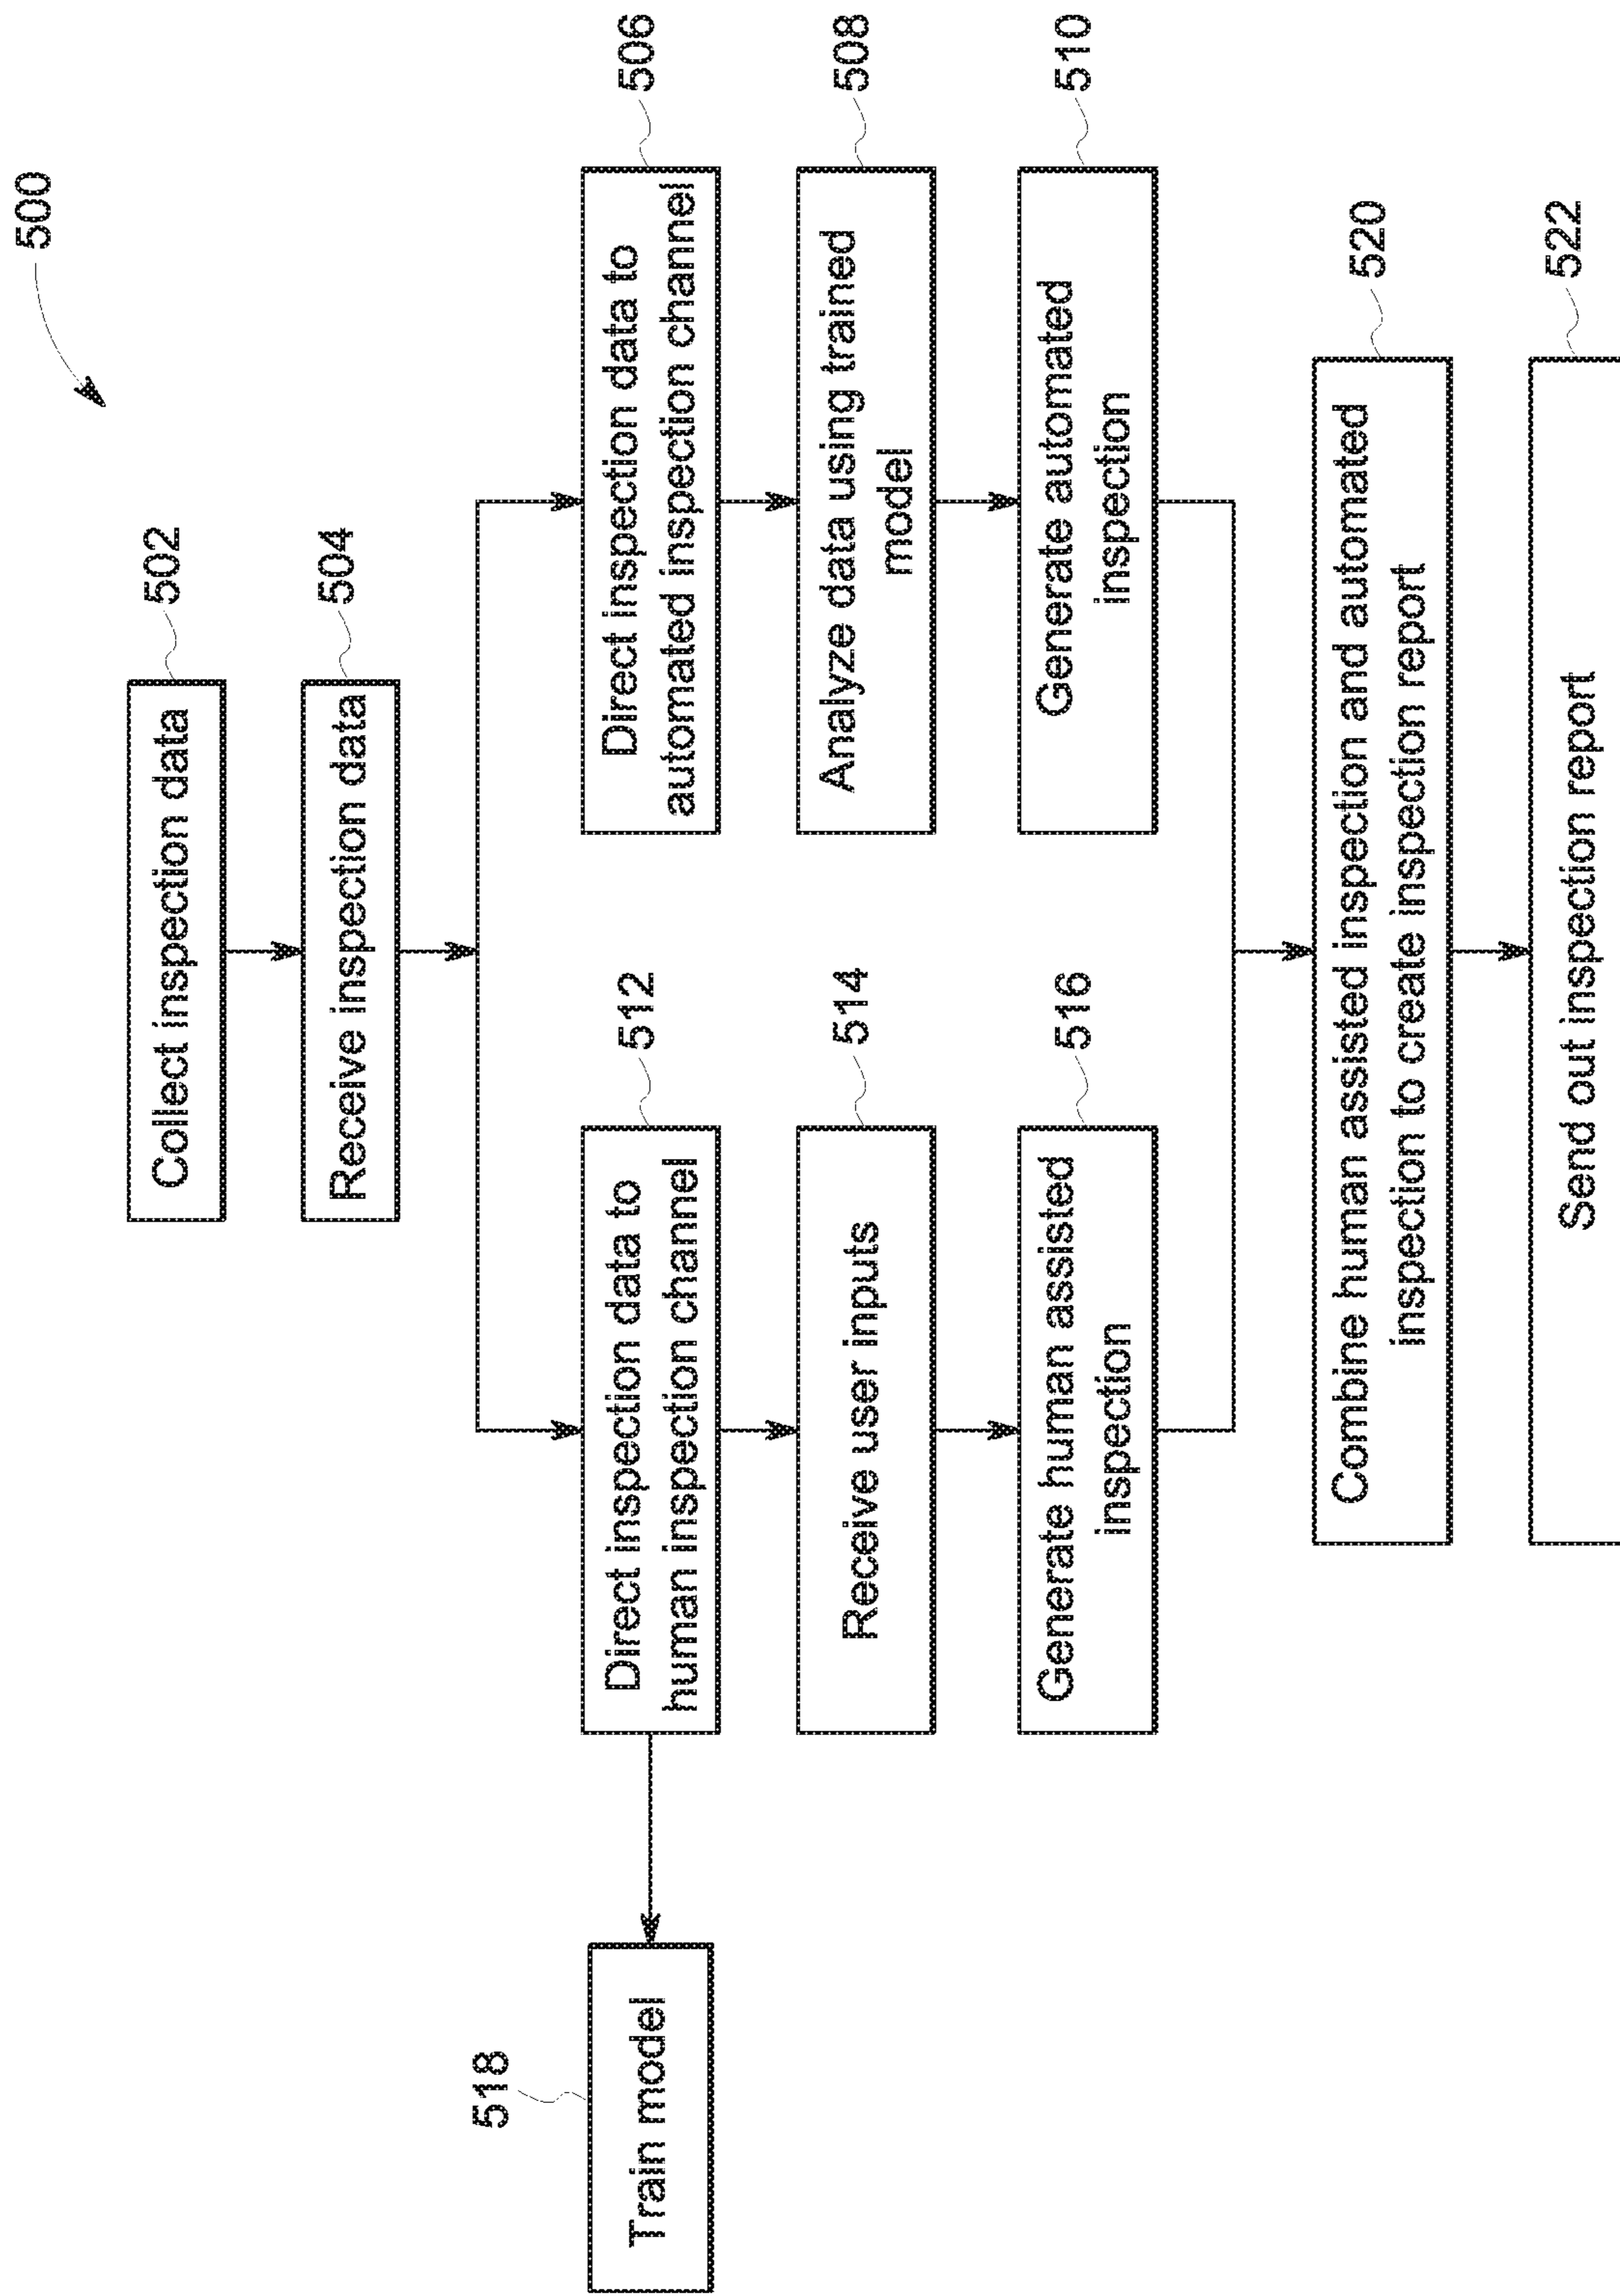 500
Collect inspection data
502
Receive inspection data
504
Direct inspection data to
automated inspection channel
506
Analyze data using trained
model
508
Generate automated
inspection
510
Direct inspection data to
human inspection channel
512
Receive user inputs
514
Generate human assisted
inspection
516
Train model
518
Combine human assisted inspection and automated
inspection to create inspection report
520
Send out inspection report
522